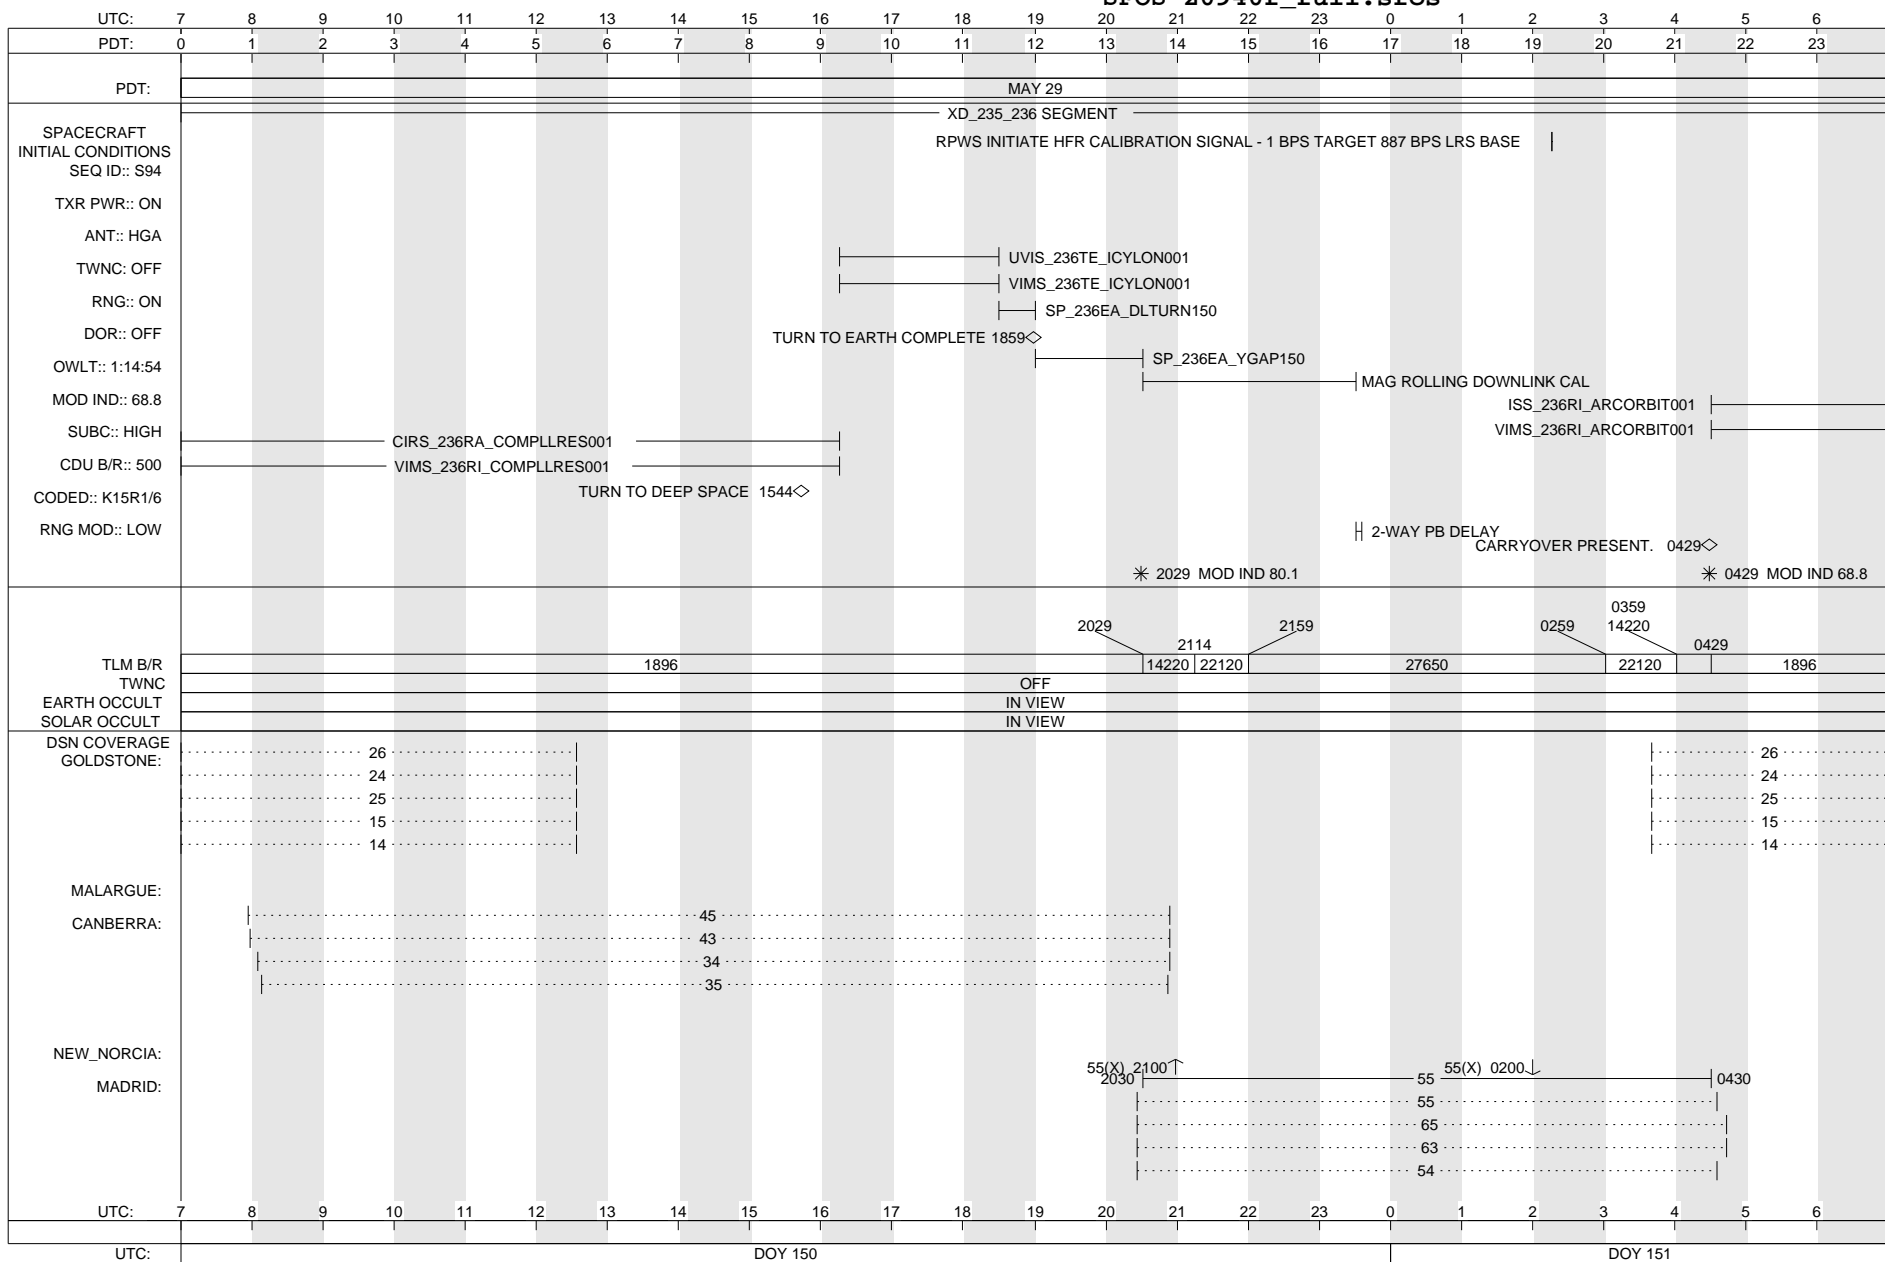 UTC: 7 8 9 10 11 12 13 14 15 16 17 18 19 20 21 22 23 0 1 2 3 4 5 6
PDT: 0 1 2 3 4 5 6 7 8 9 10 11 12 13 14 15 16 17 18 19 20 21 22 23
PDT: MAY 29
XD_235_236 SEGMENT
SPACECRAFT
INITIAL CONDITIONS
RPWS INITIATE HFR CALIBRATION SIGNAL - 1 BPS TARGET 887 BPS LRS BASE
SEQ ID:: S94
TXR PWR:: ON
ANT:: HGA
UVIS_236TE_ICYLON001
TWNC: OFF
VIMS_236TE_ICYLON001
RNG:: ON
SP_236EA_DLTURN150
DOR:: OFF
TURN TO EARTH COMPLETE 1859
SP_236EA_YGAP150
OWLT:: 1:14:54
MAG ROLLING DOWNLINK CAL
MOD IND:: 68.8
ISS_236RI_ARCORBIT001
SUBC:: HIGH
VIMS_236RI_ARCORBIT001
CIRS_236RA_COMPLLRES001
CDU B/R:: 500
VIMS_236RI_COMPLLRES001
TURN TO DEEP SPACE 1544
CODED:: K15R1/6
RNG MOD:: LOW
2-WAY PB DELAY
CARRYOVER PRESENT. 0429
2029 MOD IND 80.1
0429 MOD IND 68.8
0359
2029 2159 0259 14220
2114 0429
TLM B/R 1896 14220 22120 27650 22120 1896
TWNC OFF
EARTH OCCULT IN VIEW
SOLAR OCCULT IN VIEW
DSN COVERAGE
GOLDSTONE:
26 26
24 24
25 25
15 15
14 14
MALARGUE:
CANBERRA:
45
43
34
35
NEW_NORCIA:
55(X) 2100 55(X) 0200
MADRID:
2030 55 0430
55
65
63
54
UTC: 7 8 9 10 11 12 13 14 15 16 17 18 19 20 21 22 23 0 1 2 3 4 5 6
UTC: DOY 150 DOY 151